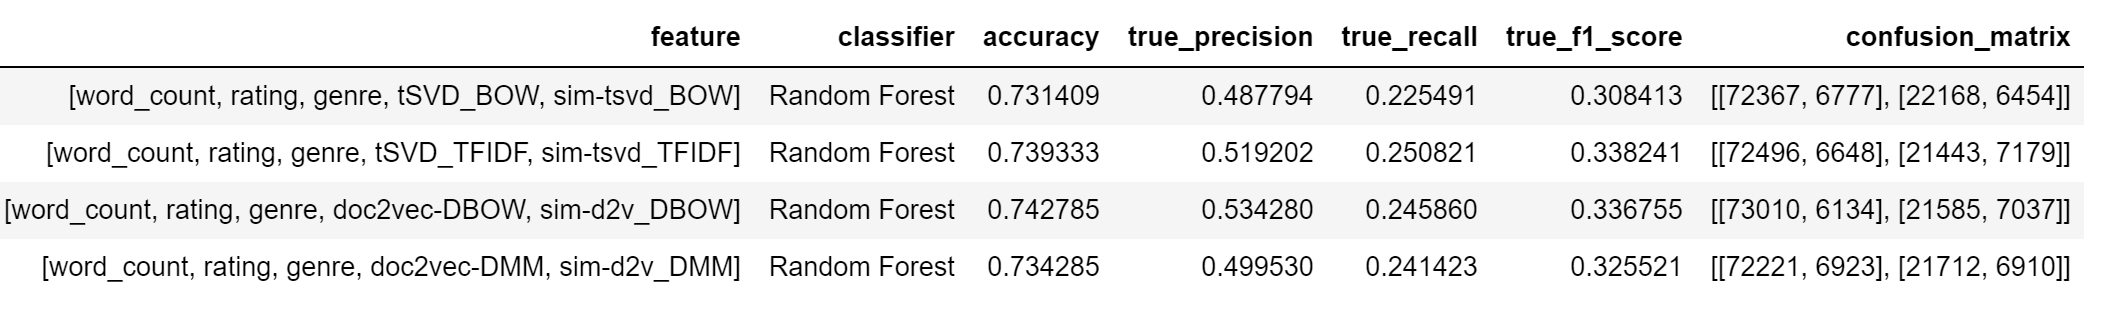 feature classifier accuracy true_precision true_recall true_f1_score confusion_matrix
[word_count, rating, genre, tSVD_BOW, sim-tsvd_BOW] Random Forest 0.731409 0.487794 0.225491 0.308413 [[72367, 6777], [22168, 6454]]
[word_count, rating, genre, tSVD_TFIDF, sim-tsvd_TFIDF] Random Forest 0.739333 0.519202 0.250821 0.338241 [[72496, 6648], [21443, 7179]]
[word_count, rating, genre, doc2vec-DBOW, sim-d2v_DBOW] Random Forest 0.742785 0.534280 0.245860 0.336755 [[73010, 6134], [21585, 7037]]
[word_count, rating, genre, doc2vec-DMM, sim-d2v_DMM] Random Forest 0.734285 0.499530 0.241423 0.325521 [[72221, 6923], [21712, 6910]]